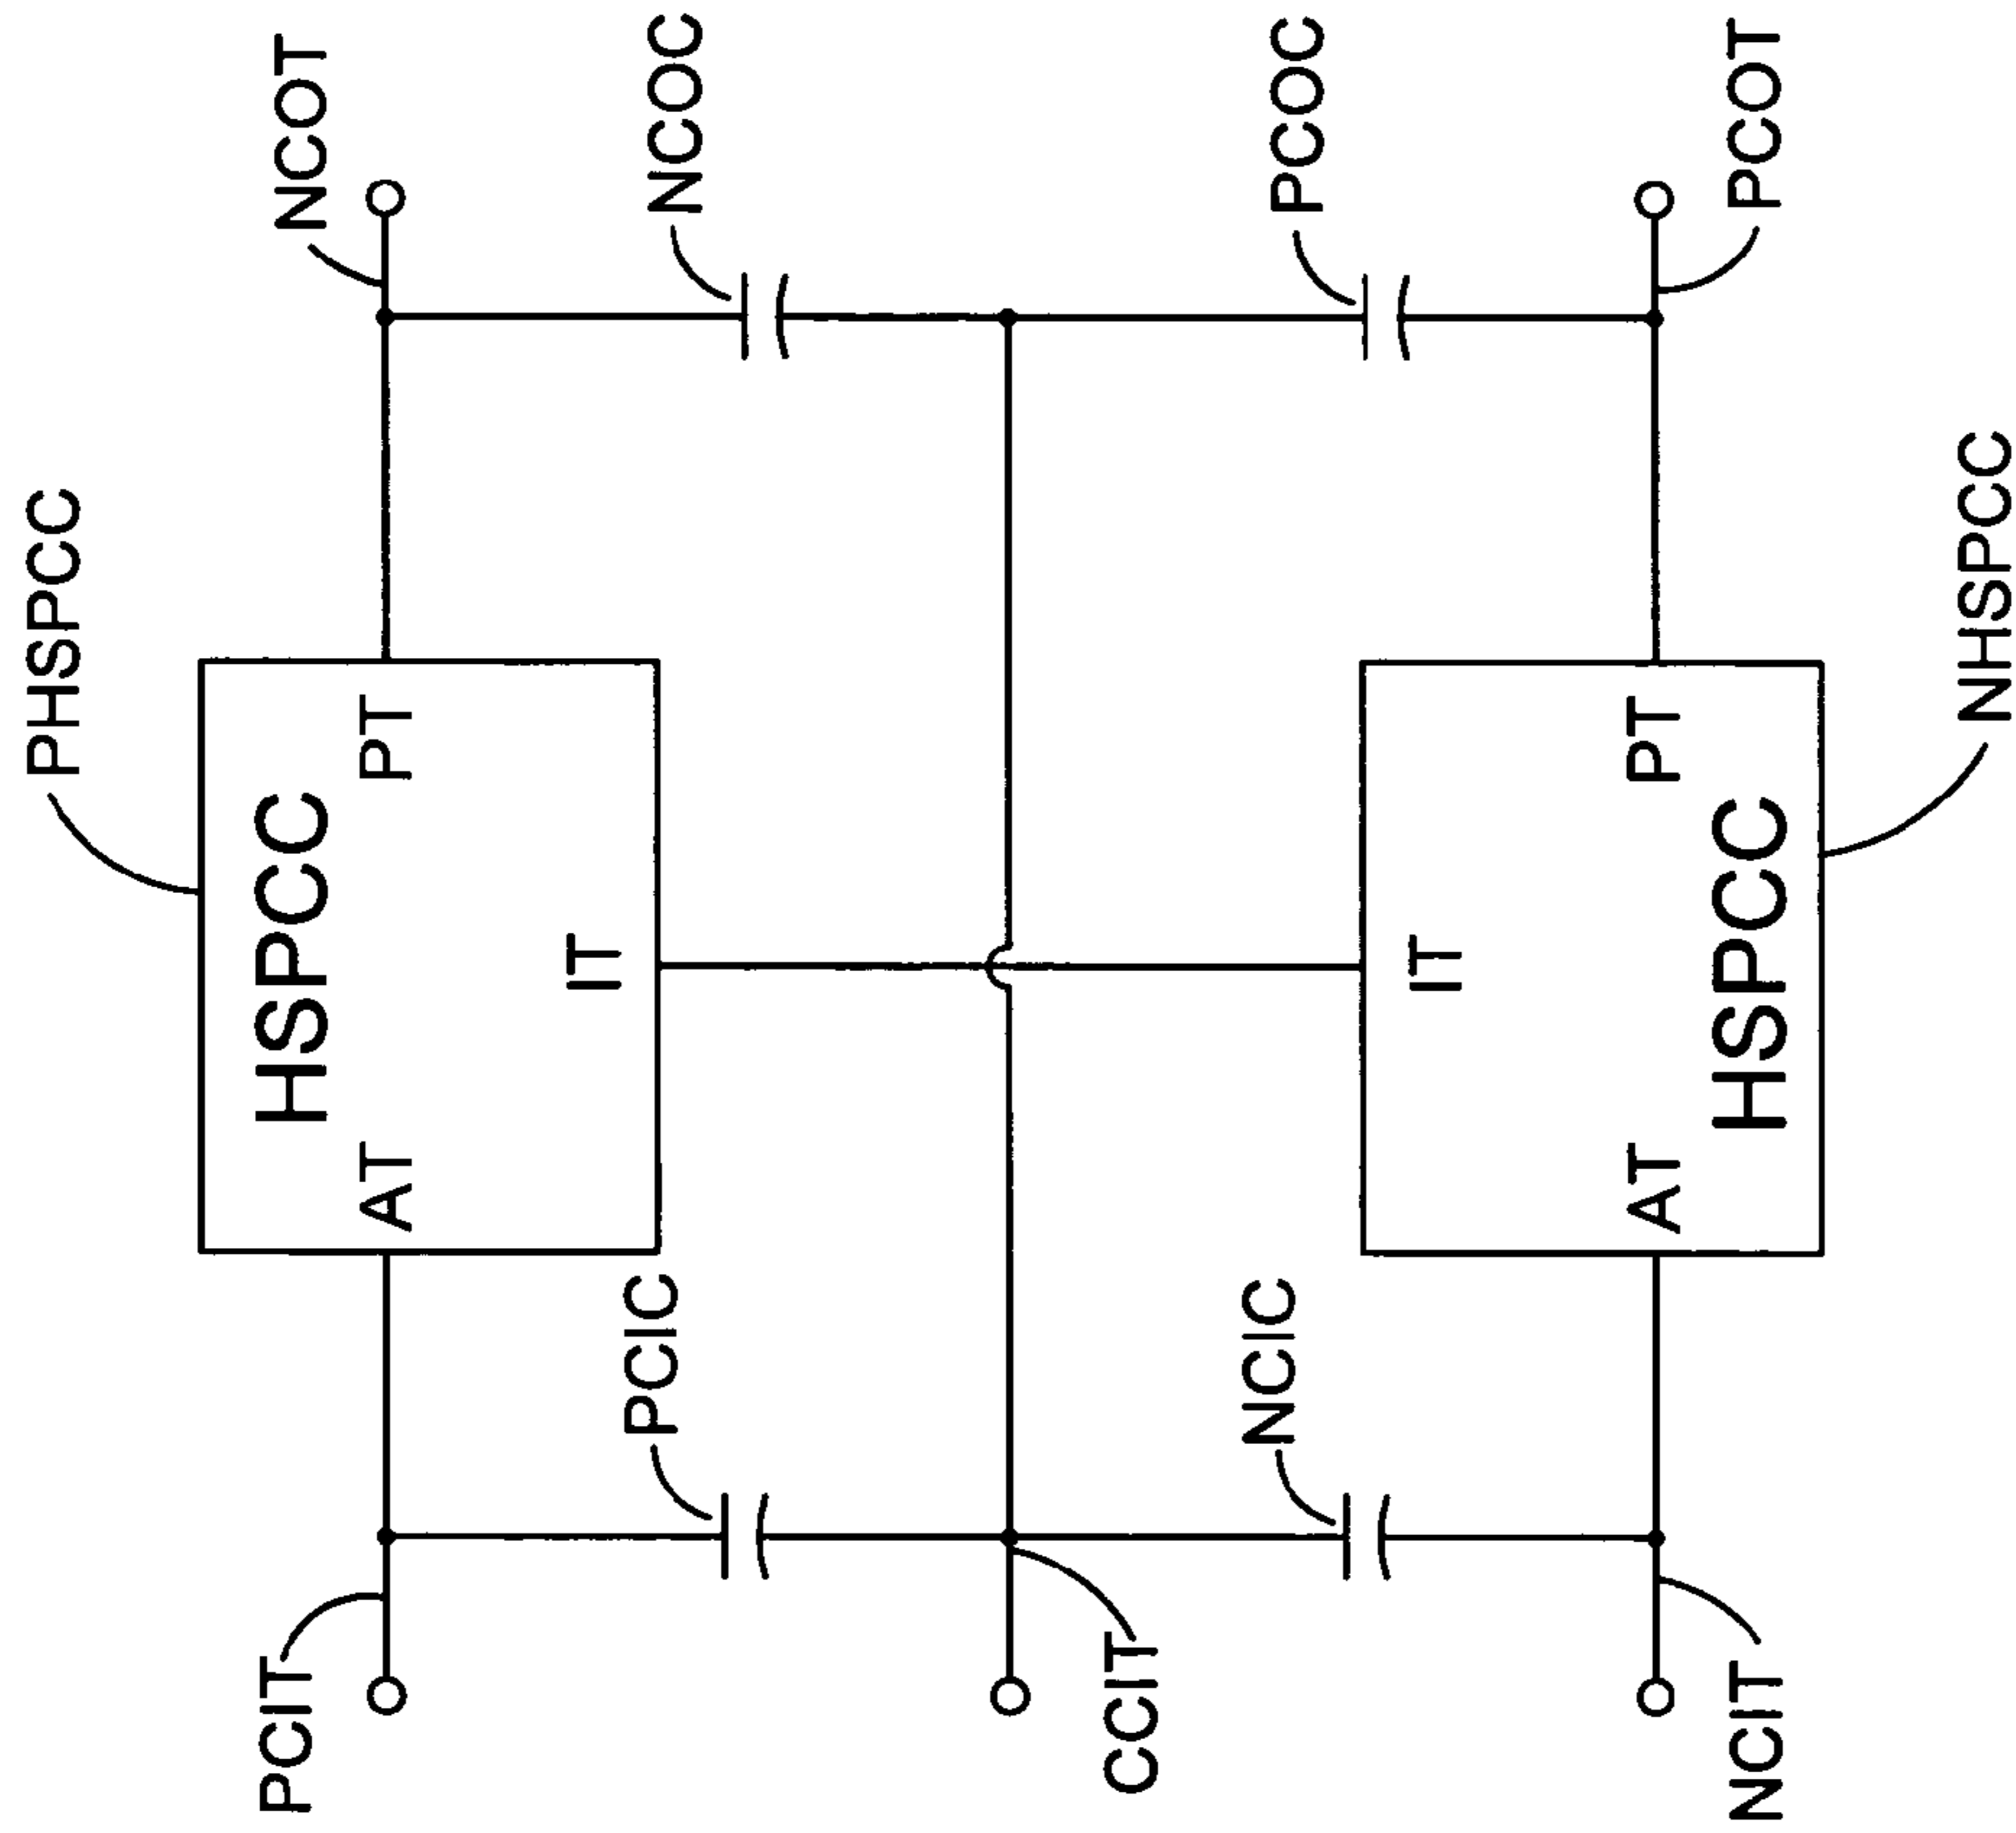 PHSPCC
NCOT
NCOC
PCOC
PCOT
HSPCC
AT
PT
IT
IT
AT
PT
HSPCC
NHSPCC
PCIT
PCIC
CCIT
NCIC
NCIT